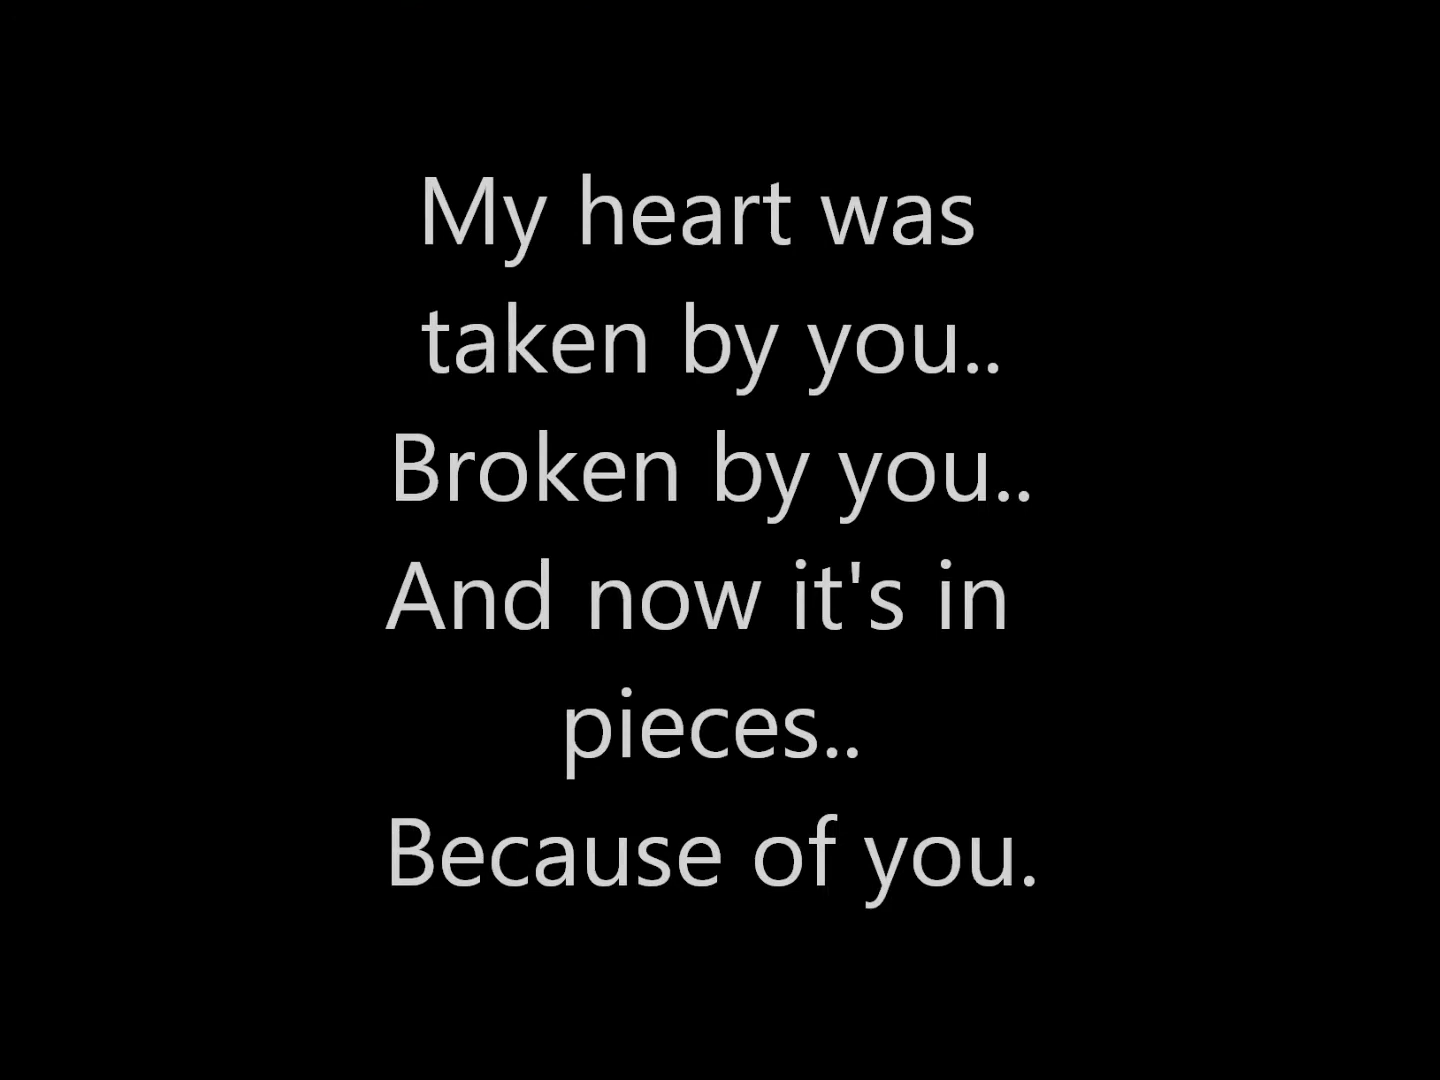 My heart was
taken by you..
Broken by you..
And now it's in
pieces..
Because of you.